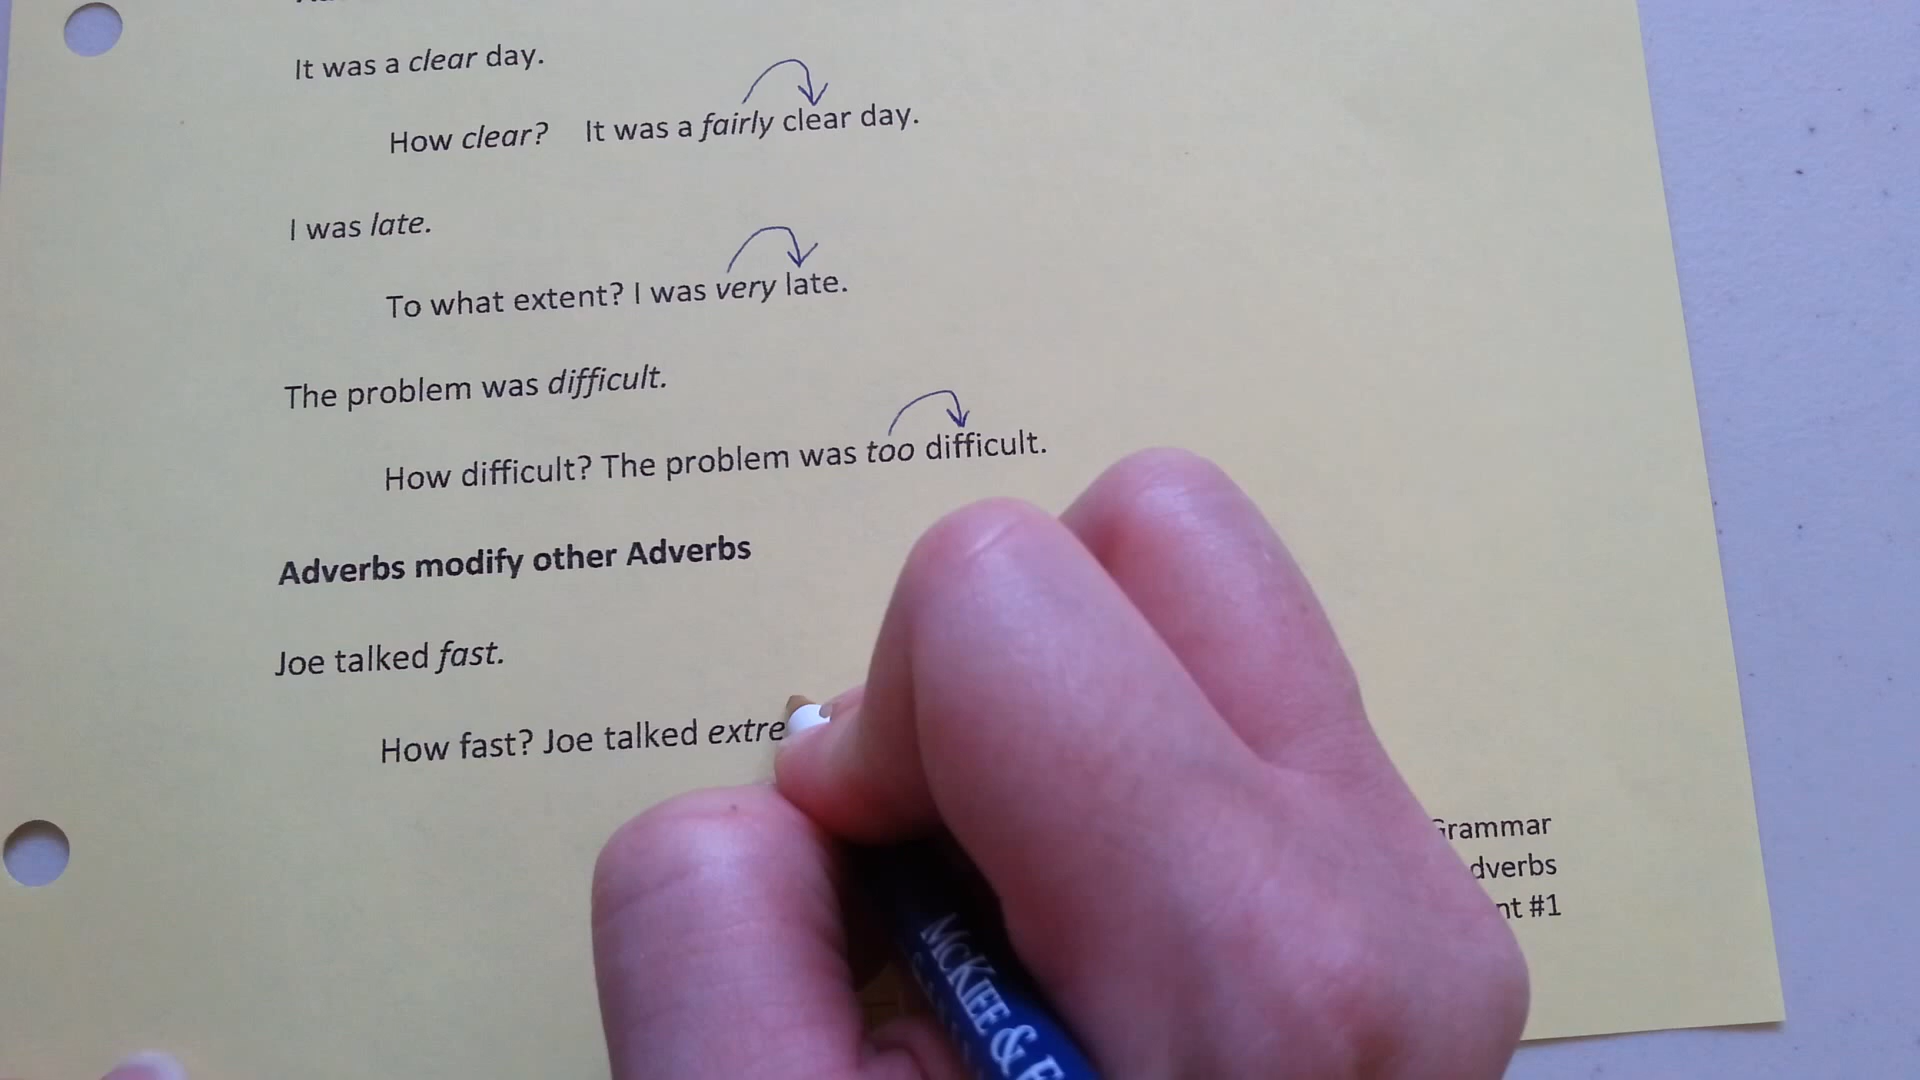 It was a clear day.
How clear? It was a fairly clear day.
I was late.
To what extent? I was very late.
The problem was difficult.
How difficult? The problem was too difficult.
Adverbs modify other Adverbs
Joe talked fast.
How fast? Joe talked extre
Grammar
dverbs
nt #1
McKEE &